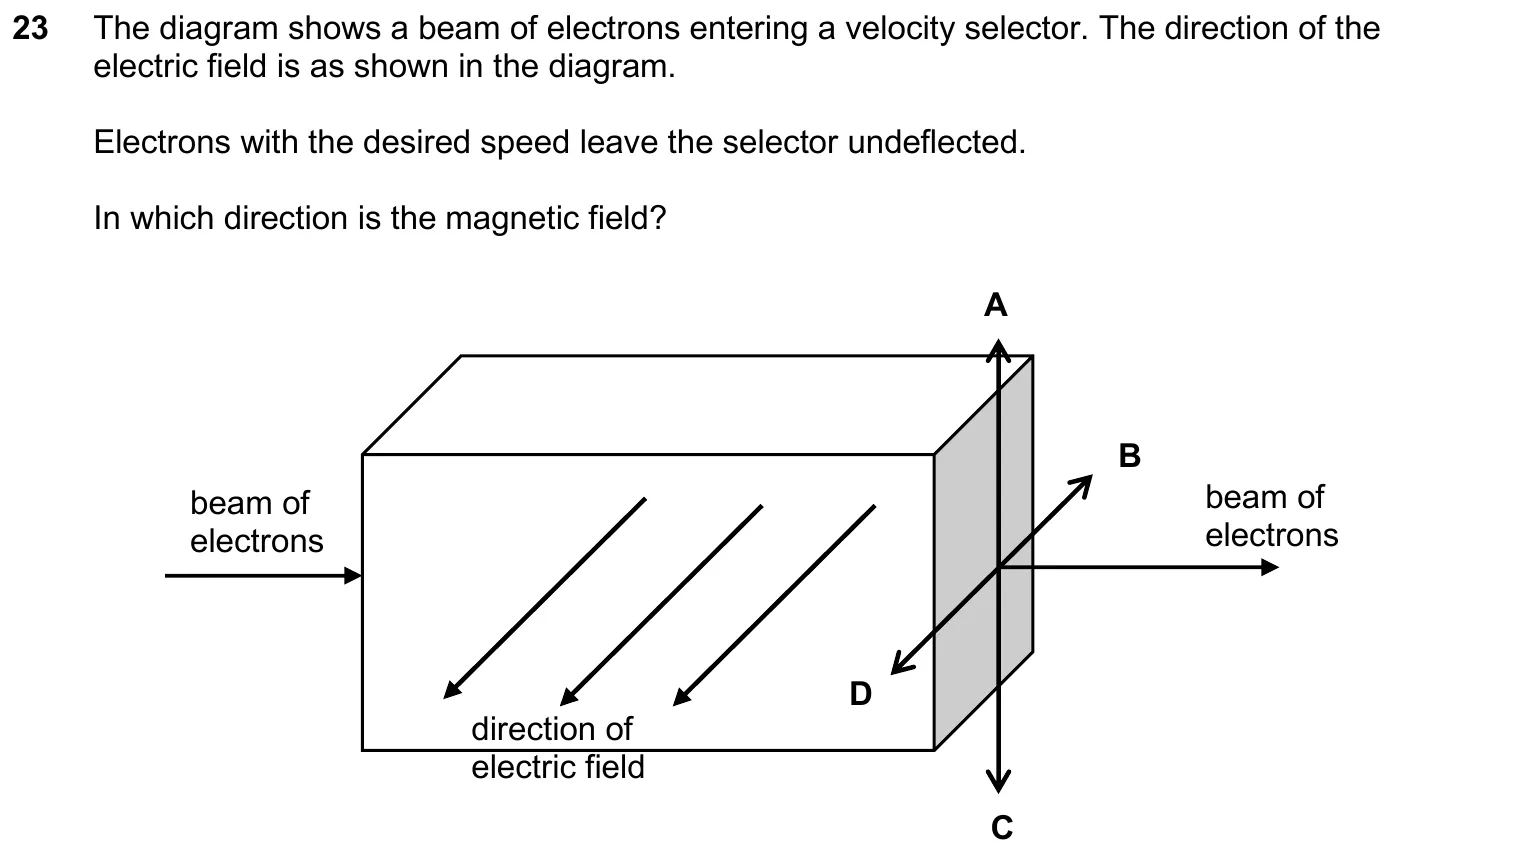 23 The diagram shows a beam of electrons entering a velocity selector. The direction of the
electric field is as shown in the diagram.
Electrons with the desired speed leave the selector undeflected.
In which direction is the magnetic field?
A
B
beam of
electrons
beam of
electrons
D
direction of
electric field
C